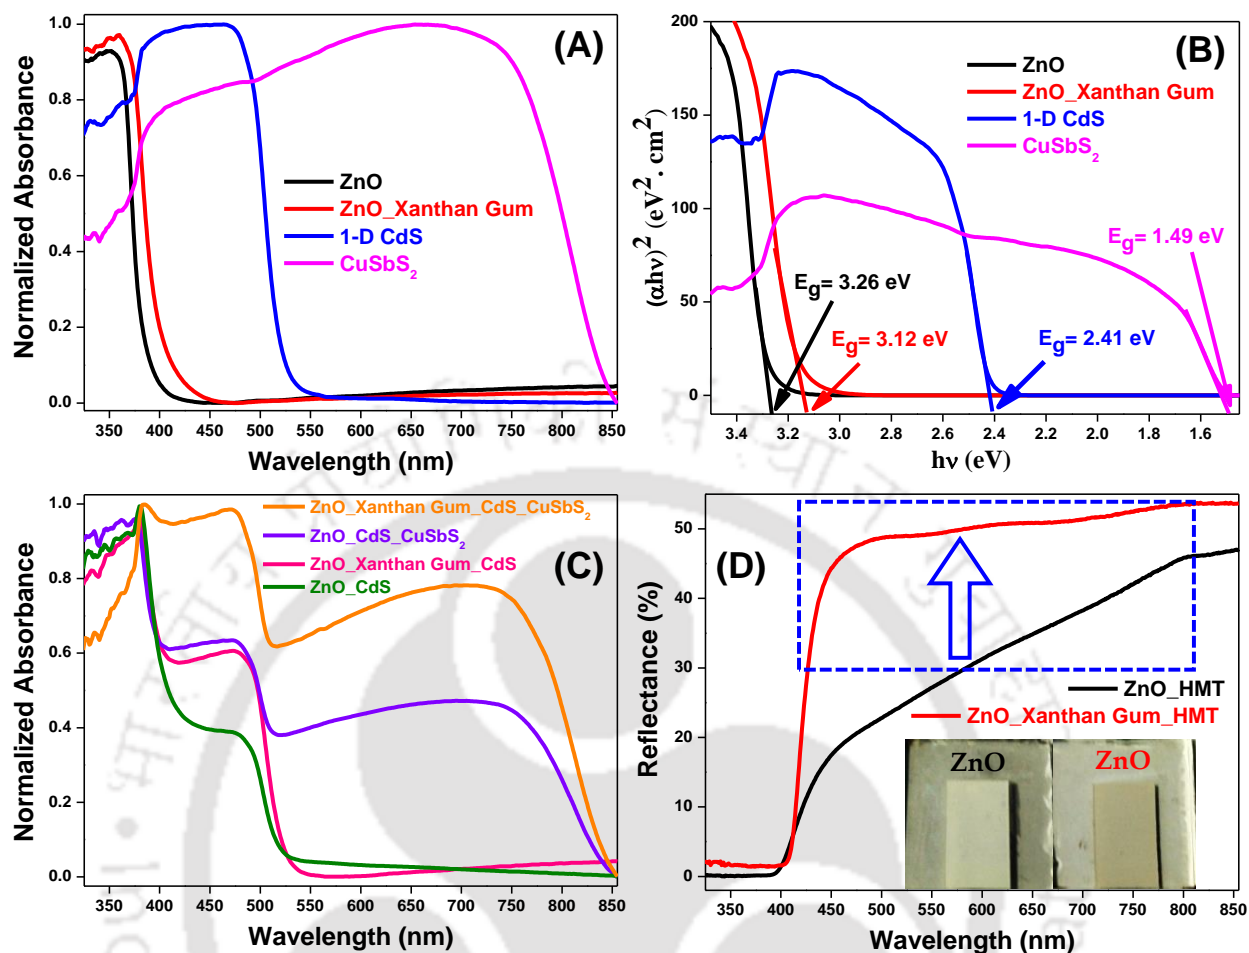 (A)
Normalized Absorbance
1.0
0.8
0.6
0.4
0.2
0.0
ZnO
ZnO_Xanthan Gum
1-D CdS
CuSbS₂
350 400 450 500 550 600 650 700 750 800 850
Wavelength (nm)
(B)
(αhν)² (eV². cm²)
200
150
100
50
0
ZnO
ZnO_Xanthan Gum
1-D CdS
CuSbS₂
E_g= 1.49 eV
E_g= 3.26 eV
E_g= 3.12 eV
E_g= 2.41 eV
3.4 3.2 3.0 2.8 2.6 2.4 2.2 2.0 1.8 1.6
hν (eV)
(C)
Normalized Absorbance
1.0
0.8
0.6
0.4
0.2
0.0
ZnO_Xanthan Gum_CdS_CuSbS₂
ZnO_CdS_CuSbS₂
ZnO_Xanthan Gum_CdS
ZnO_CdS
350 400 450 500 550 600 650 700 750 800 850
Wavelength (nm)
(D)
Reflectance (%)
50
40
30
20
10
0
ZnO_HMT
ZnO_Xanthan Gum_HMT
ZnO ZnO
350 400 450 500 550 600 650 700 750 800 850
Wavelength (nm)